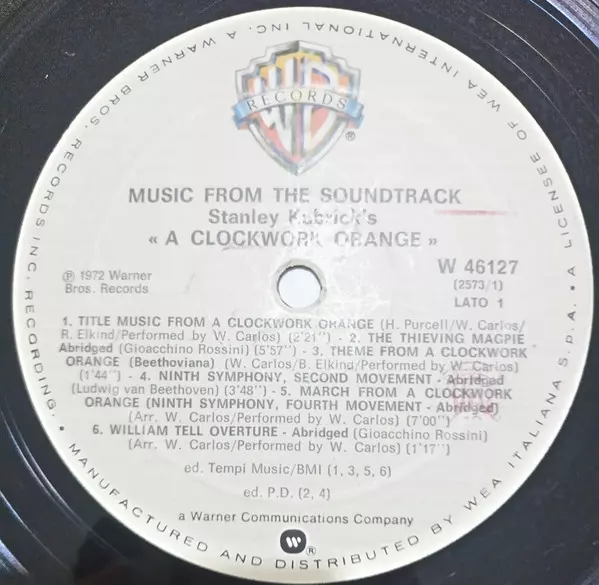 A WARNER BROS. RECORDS INC. RECORDING. • MANUFACTURED AND DISTRIBUTED BY WEA ITALIANA S.P.A. • A LICENSEE OF WEA INTERNATIONAL INC.
RECORDS
®
MUSIC FROM THE SOUNDTRACK
Stanley Kubrick's
« A CLOCKWORK ORANGE »
℗ 1972 Warner
Bros. Records
W 46127
(2573/1)
LATO 1
1. TITLE MUSIC FROM A CLOCKWORK ORANGE (H. Purcell/W. Carlos/
R. Elkind/Performed by W. Carlos) (2'21'') - 2. THE THIEVING MAGPIE
Abridged (Gioacchino Rossini) (5'57'') - 3. THEME FROM A CLOCKWORK
ORANGE (Beethoviana) (W. Carlos/B. Elking/Performed by W. Carlos)
(1'44'') - 4. NINTH SYMPHONY, SECOND MOVEMENT - Abridged
(Ludwig van Beethoven) (3'48'') - 5. MARCH FROM A CLOCKWORK
ORANGE (NINTH SYMPHONY, FOURTH MOVEMENT - Abridged)
(Arr. W. Carlos/Performed by W. Carlos) (7'00'')
6. WILLIAM TELL OVERTURE - Abridged (Gioacchino Rossini)
(Arr. W. Carlos/Performed by W. Carlos) (1'17'')
ed. Tempi Music/BMI (1, 3, 5, 6)
ed. P.D. (2, 4)
a Warner Communications Company
®